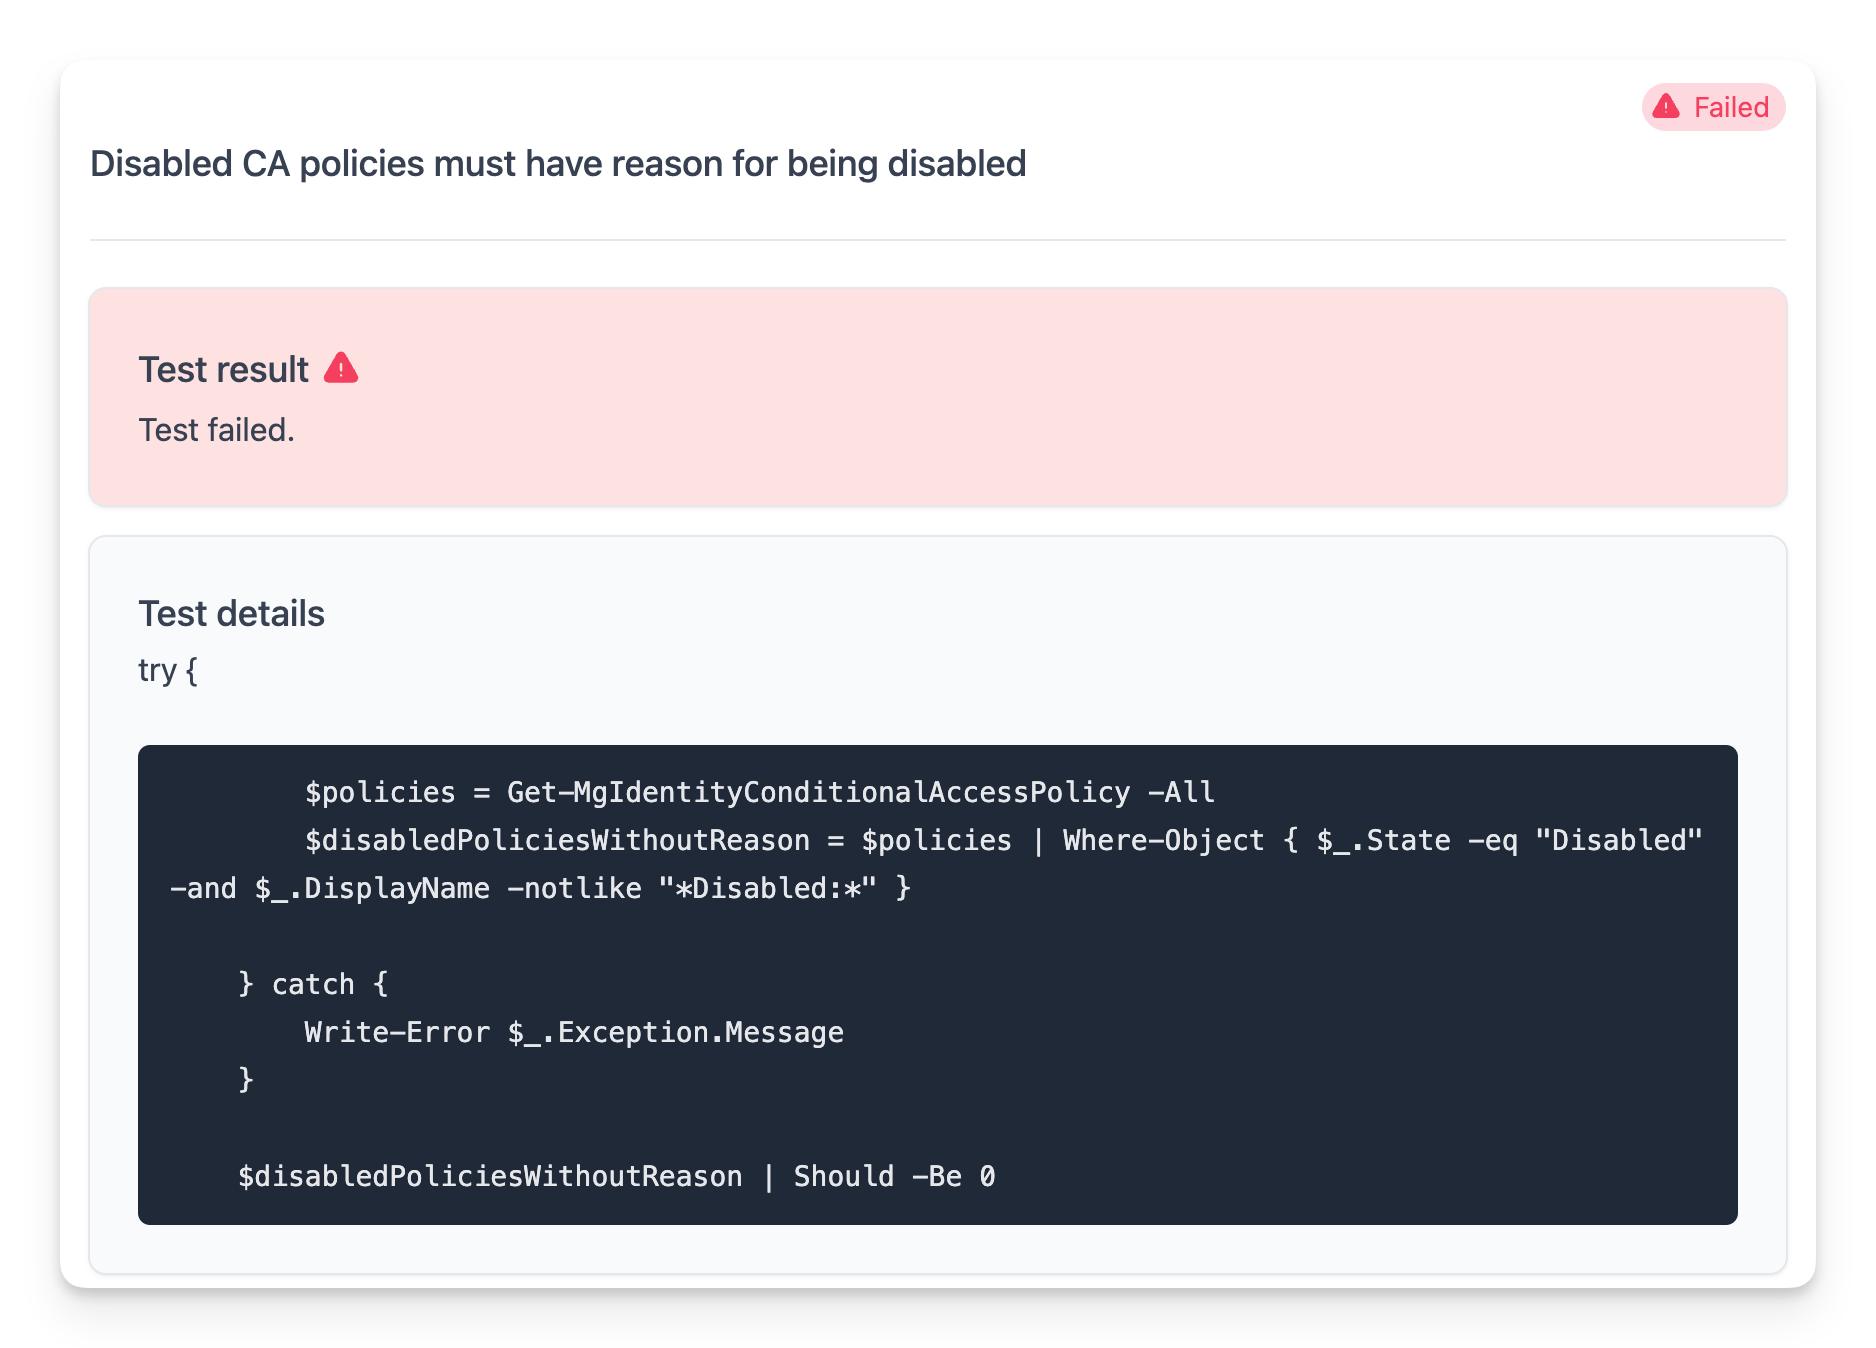 Failed
Disabled CA policies must have reason for being disabled
Test result
Test failed.
Test details
try {
$policies = Get-MgIdentityConditionalAccessPolicy -All
$disabledPoliciesWithoutReason = $policies | Where-Object { $_.State -eq "Disabled"
-and $_.DisplayName -notlike "*Disabled:*" }
} catch {
Write-Error $_.Exception.Message
}
$disabledPoliciesWithoutReason | Should -Be 0